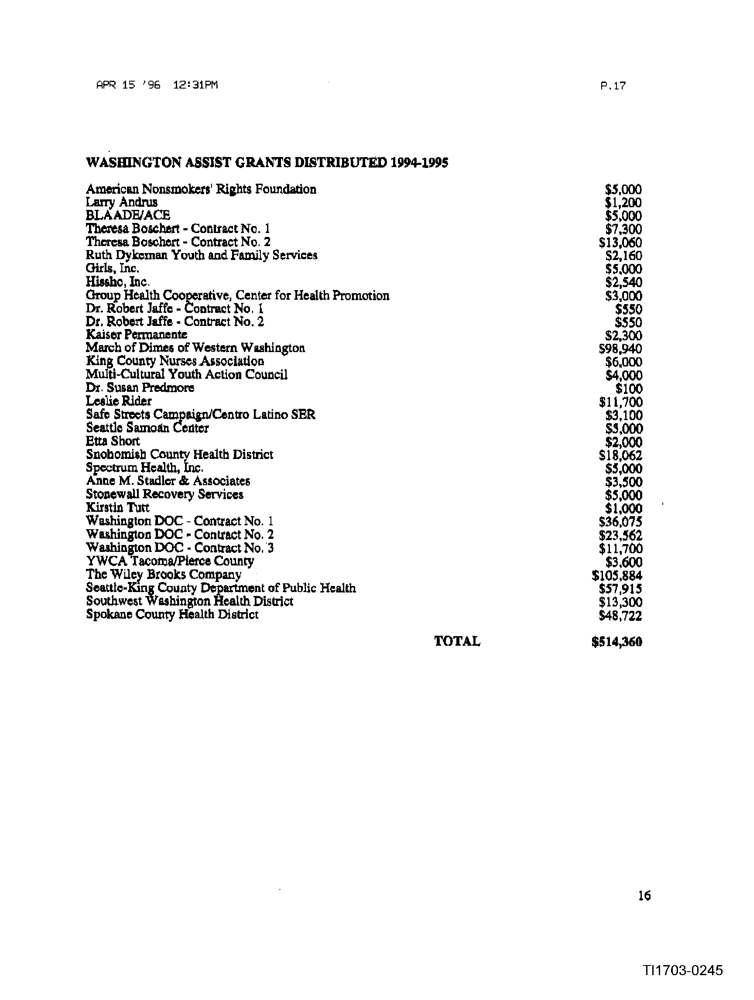 APR 15 '96 12:31PM P.17
WASHINGTON ASSIST GRANTS DISTRIBUTED 1994-1995
American Nonsmokers' Rights Foundation $5,000
Larry Andrus $1,200
BLAADE/ACE $5,000
Theresa Boschert - Contract No. 1 $7,300
Theresa Boschert - Contract No. 2 $13,060
Ruth Dykeman Youth and Family Services $2,160
Girls, Inc. $5,000
Hissho, Inc. $2,540
Group Health Cooperative, Center for Health Promotion $3,000
Dr. Robert Jaffe - Contract No. 1 $550
Dr. Robert Jaffe - Contract No. 2 $550
Kaiser Permanente $2,300
March of Dimes of Western Washington $98,940
King County Nurses Association $6,000
Multi-Cultural Youth Action Council $4,000
Dr. Susan Predmore $100
Leslie Rider $11,700
Safe Streets Campaign/Centro Latino SER $3,100
Seattle Samoan Center $5,000
Etta Short $2,000
Snohomish County Health District $18,062
Spectrum Health, Inc. $5,000
Anne M. Stadler & Associates $3,500
Stonewall Recovery Services $5,000
Kirstin Tutt $1,000
Washington DOC - Contract No. 1 $36,075
Washington DOC - Contract No. 2 $23,562
Washington DOC - Contract No. 3 $11,700
YWCA Tacoma/Pierce County $3,600
The Wiley Brooks Company $105,884
Seattle-King County Department of Public Health $57,915
Southwest Washington Health District $13,300
Spokane County Health District $48,722
TOTAL $514,360
16
TI1703-0245